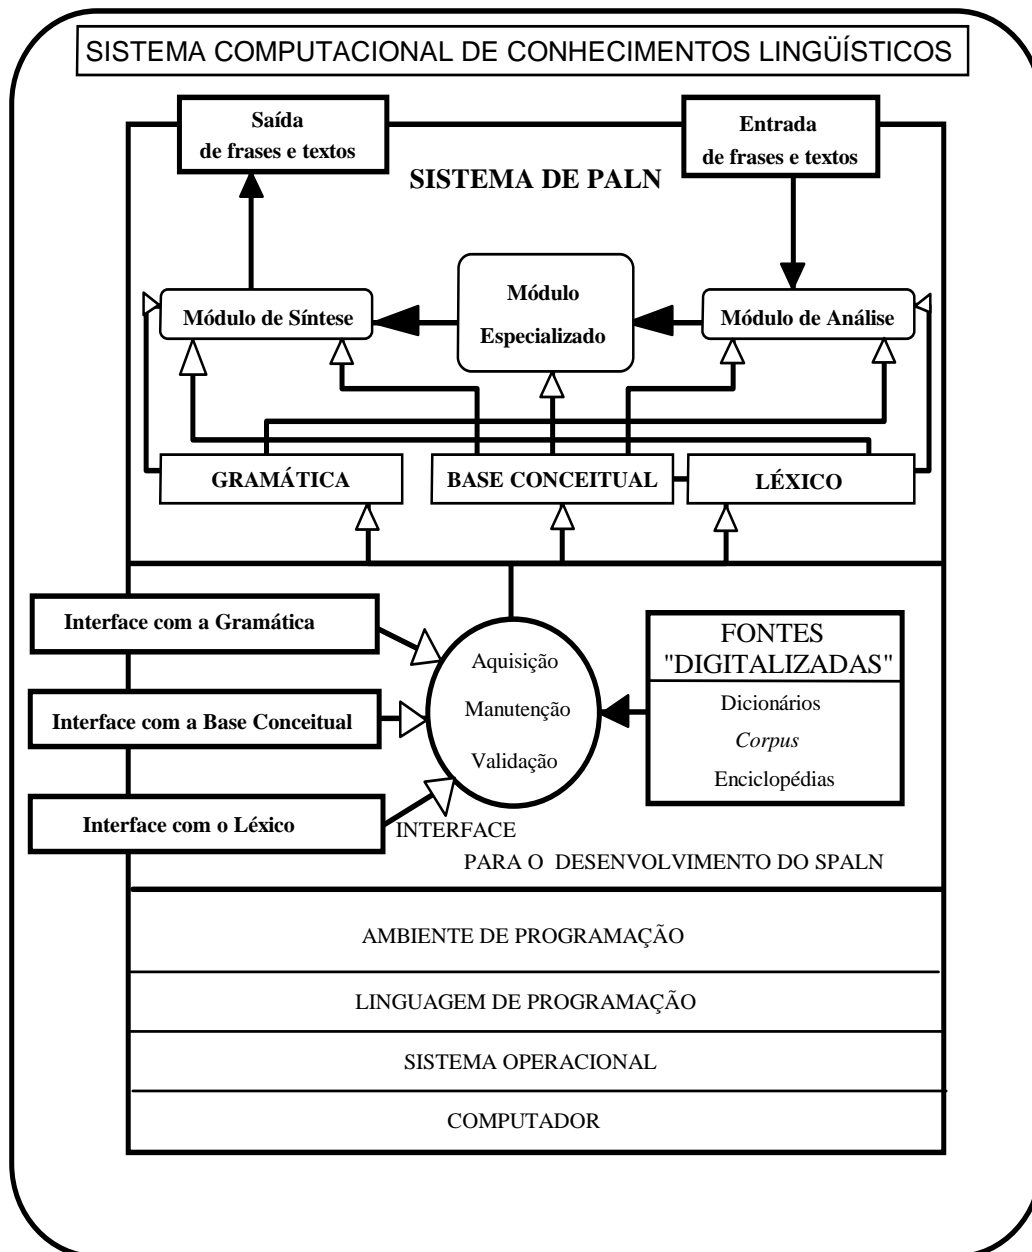 SISTEMA COMPUTACIONAL DE CONHECIMENTOS LINGÜÍSTICOS
Saída
de frases e textos
Entrada
de frases e textos
SISTEMA DE PALN
Módulo de Síntese
Módulo
Especializado
Módulo de Análise
GRAMÁTICA
BASE CONCEITUAL
LÉXICO
Interface com a Gramática
Interface com a Base Conceitual
Interface com o Léxico
Aquisição
Manutenção
Validação
FONTES
"DIGITALIZADAS"
Dicionários
Corpus
Enciclopédias
INTERFACE
PARA O DESENVOLVIMENTO DO SPALN
AMBIENTE DE PROGRAMAÇÃO
LINGUAGEM DE PROGRAMAÇÃO
SISTEMA OPERACIONAL
COMPUTADOR